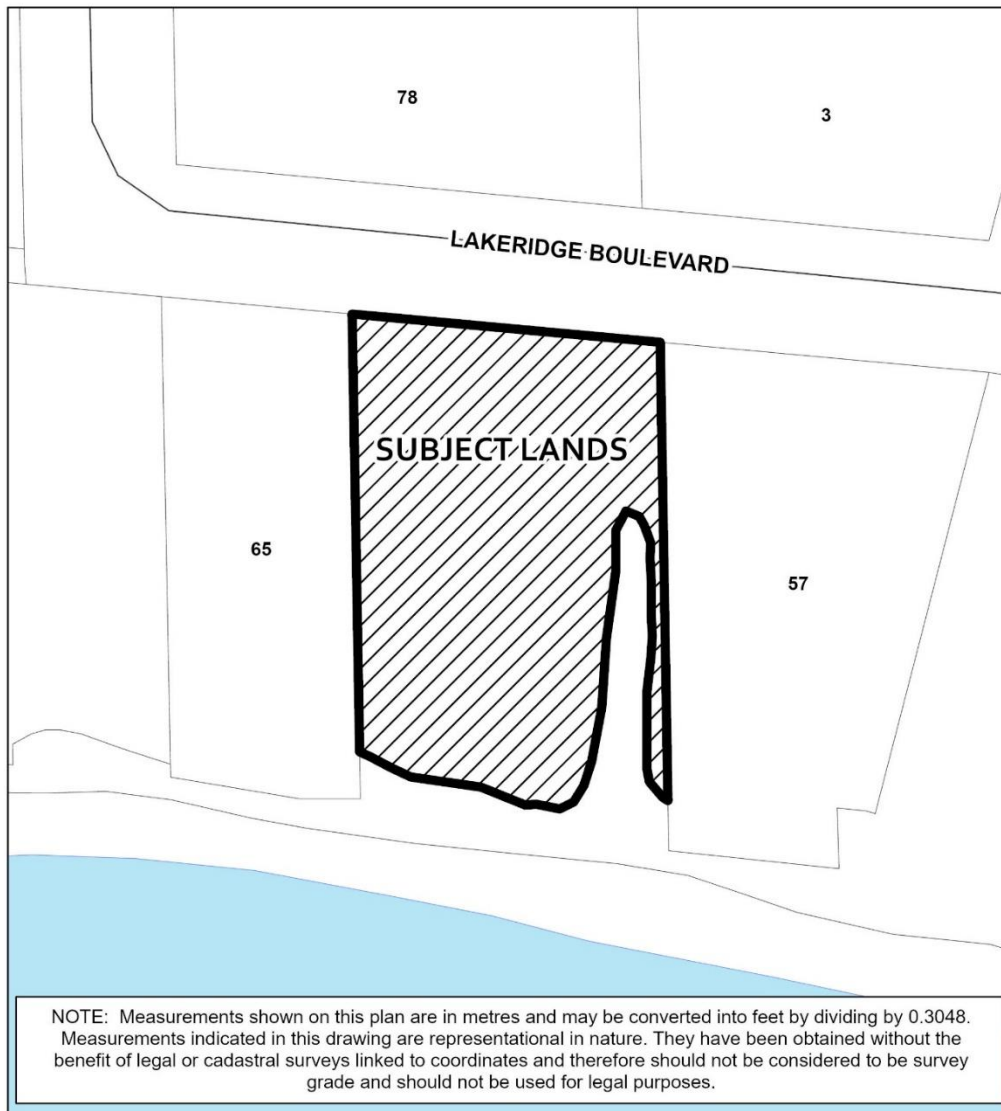 78
3
LAKERIDGE BOULEVARD
SUBJECT LANDS
65
57
NOTE: Measurements shown on this plan are in metres and may be converted into feet by dividing by 0.3048.
Measurements indicated in this drawing are representational in nature. They have been obtained without the
benefit of legal or cadastral surveys linked to coordinates and therefore should not be considered to be survey
grade and should not be used for legal purposes.